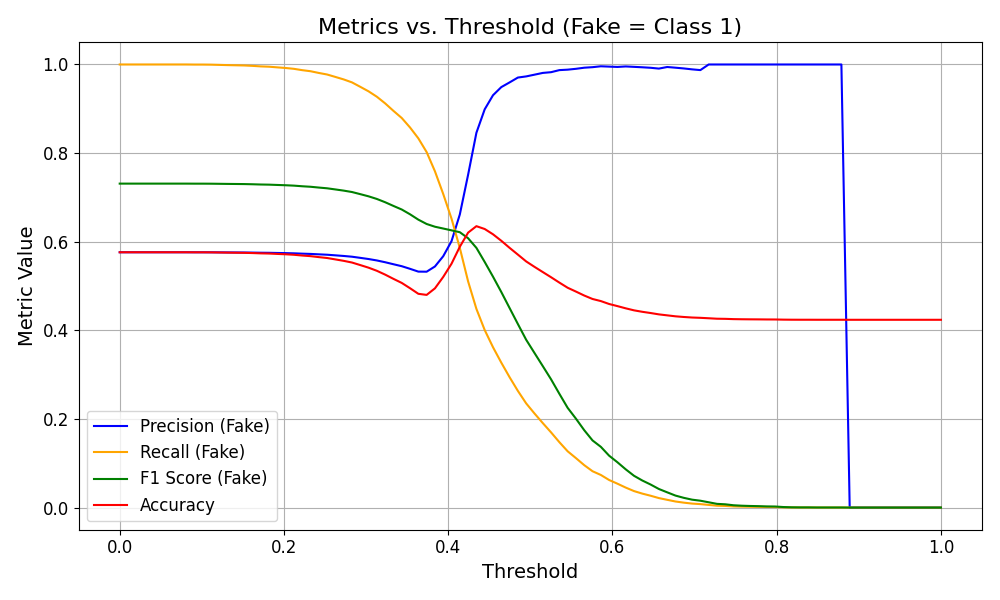 Metrics vs. Threshold (Fake = Class 1)
Metric Value
1.0
0.8
0.6
0.4
0.2
0.0
Precision (Fake)
Recall (Fake)
F1 Score (Fake)
Accuracy
0.0 0.2 0.4 0.6 0.8 1.0
Threshold